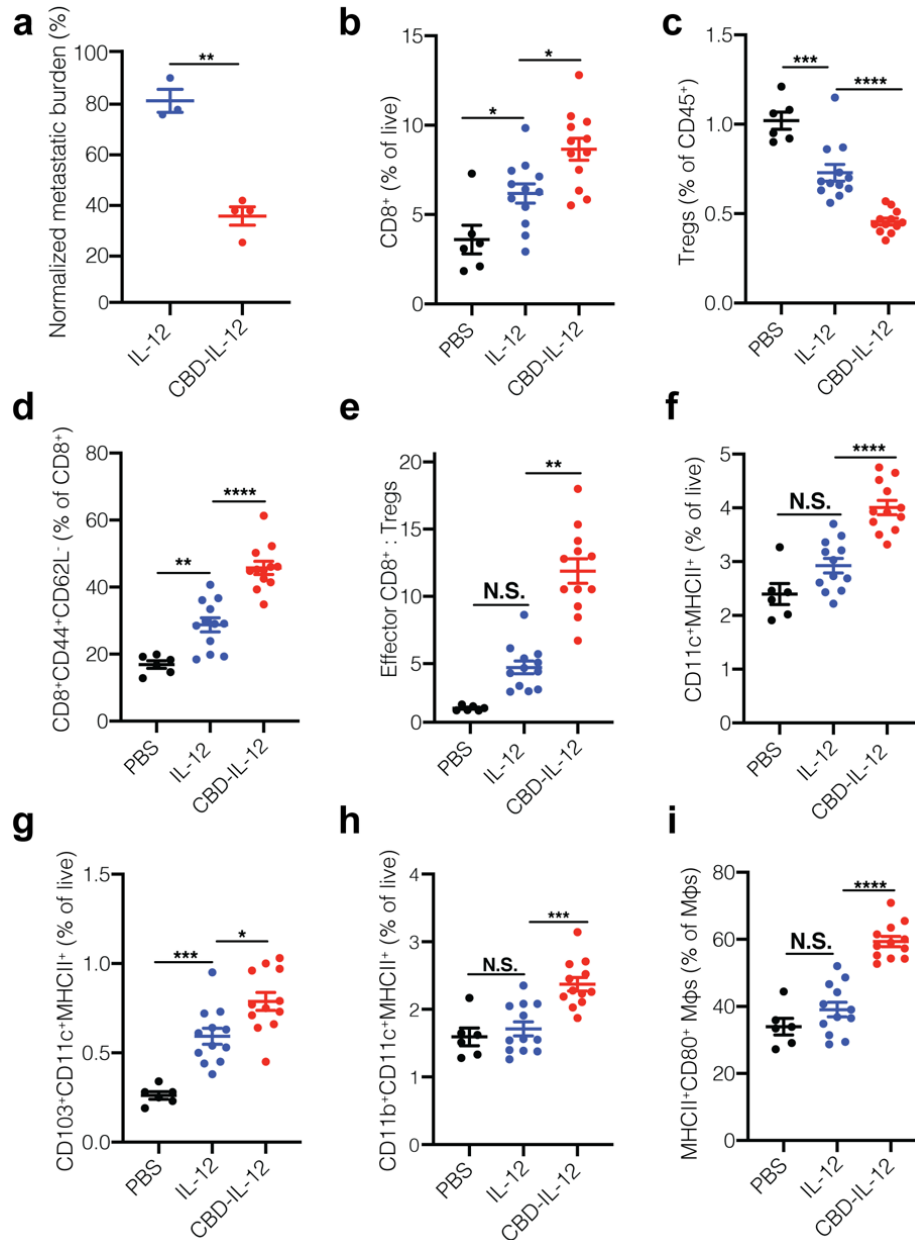 a
Normalized metastatic burden (%)
100
80
60
40
20
0
**
IL-12
CBD-IL-12
b
CD8⁺ (% of live)
15
10
5
0
*
*
PBS
IL-12
CBD-IL-12
c
Tregs (% of CD45⁺)
1.5
1.0
0.5
0.0
***
****
PBS
IL-12
CBD-IL-12
d
CD8⁺CD44⁺CD62L⁻ (% of CD8⁺)
80
60
40
20
0
**
****
PBS
IL-12
CBD-IL-12
e
Effector CD8⁺ : Tregs
20
15
10
5
0
N.S.
**
PBS
IL-12
CBD-IL-12
f
CD11c⁺MHCII⁺ (% of live)
5
4
3
2
1
0
N.S.
****
PBS
IL-12
CBD-IL-12
g
CD103⁺CD11c⁺MHCII⁺ (% of live)
1.5
1.0
0.5
0.0
***
*
PBS
IL-12
CBD-IL-12
h
CD11b⁺CD11c⁺MHCII⁺ (% of live)
4
3
2
1
0
N.S.
***
PBS
IL-12
CBD-IL-12
i
MHCII⁺CD80⁺ Mϕs (% of Mϕs)
80
60
40
20
0
N.S.
****
PBS
IL-12
CBD-IL-12